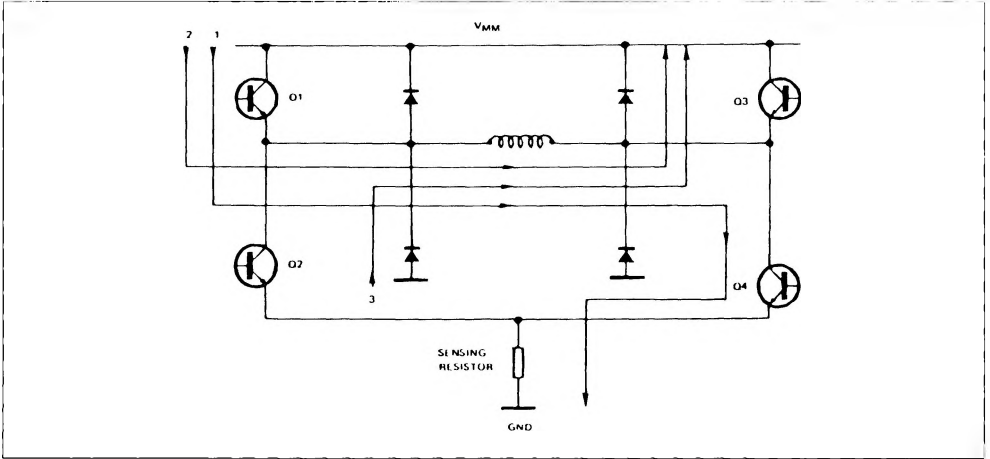 VMM
2 1
Q1
Q3
Q2
Q4
3
SENSING
RESISTOR
GND